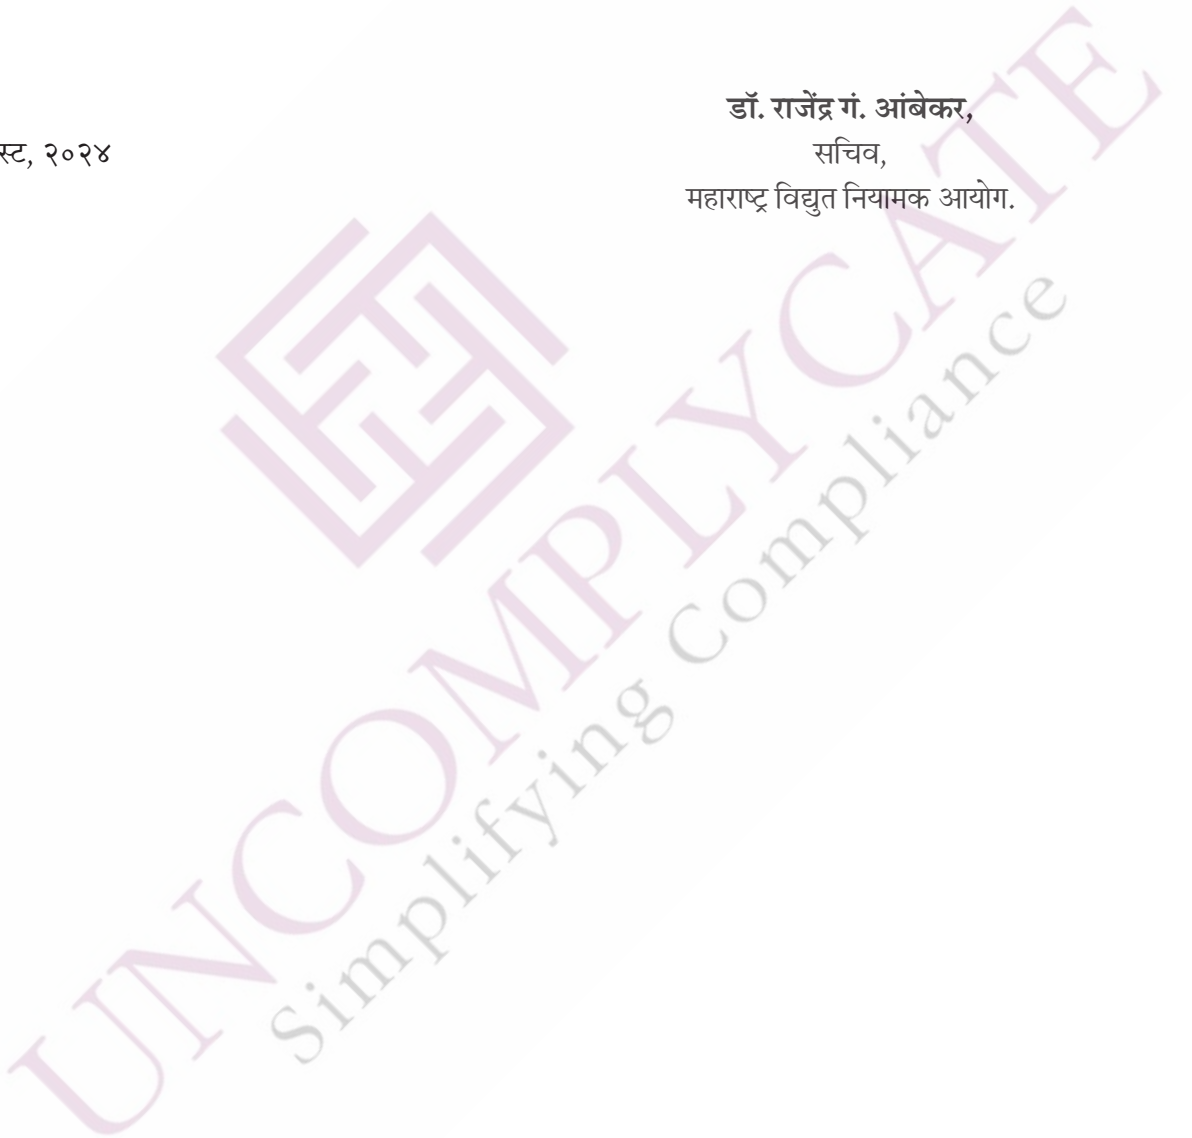 डॉ. राजेंद्र गं. आंबेकर,
स्ट, २०२४
सचिव,
महाराष्ट्र विद्युत नियामक आयोग.
UNCOMPLYCATE
Simplifying Compliance